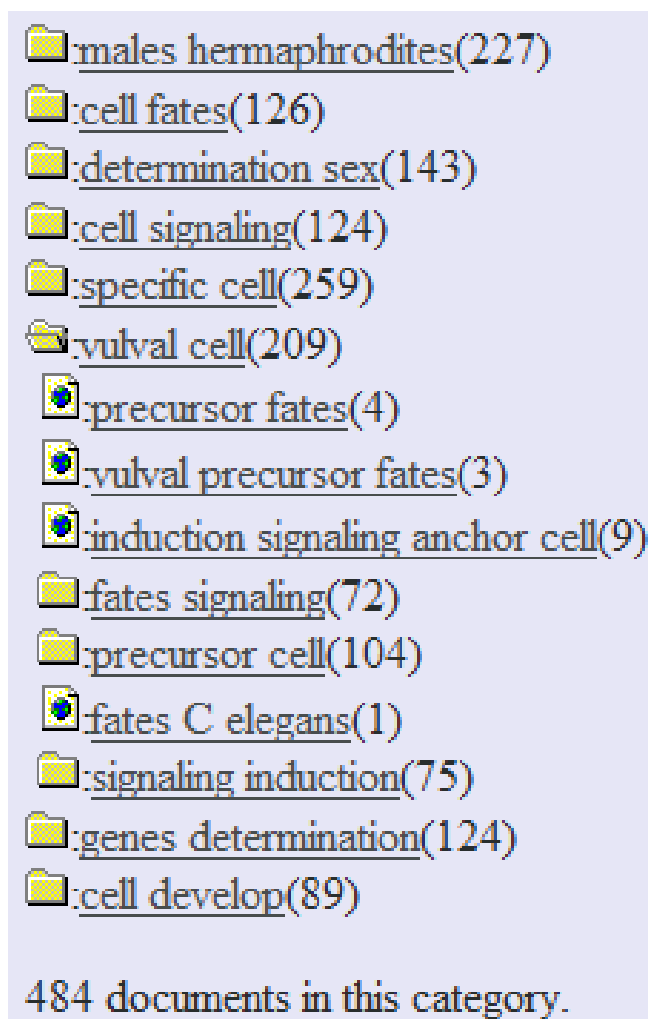 :males hermaphrodites(227)
:cell fates(126)
:determination sex(143)
:cell signaling(124)
:specific cell(259)
:vulval cell(209)
:precursor fates(4)
:vulval precursor fates(3)
:induction signaling anchor cell(9)
:fates signaling(72)
:precursor cell(104)
:fates C elegans(1)
:signaling induction(75)
:genes determination(124)
:cell develop(89)
484 documents in this category.